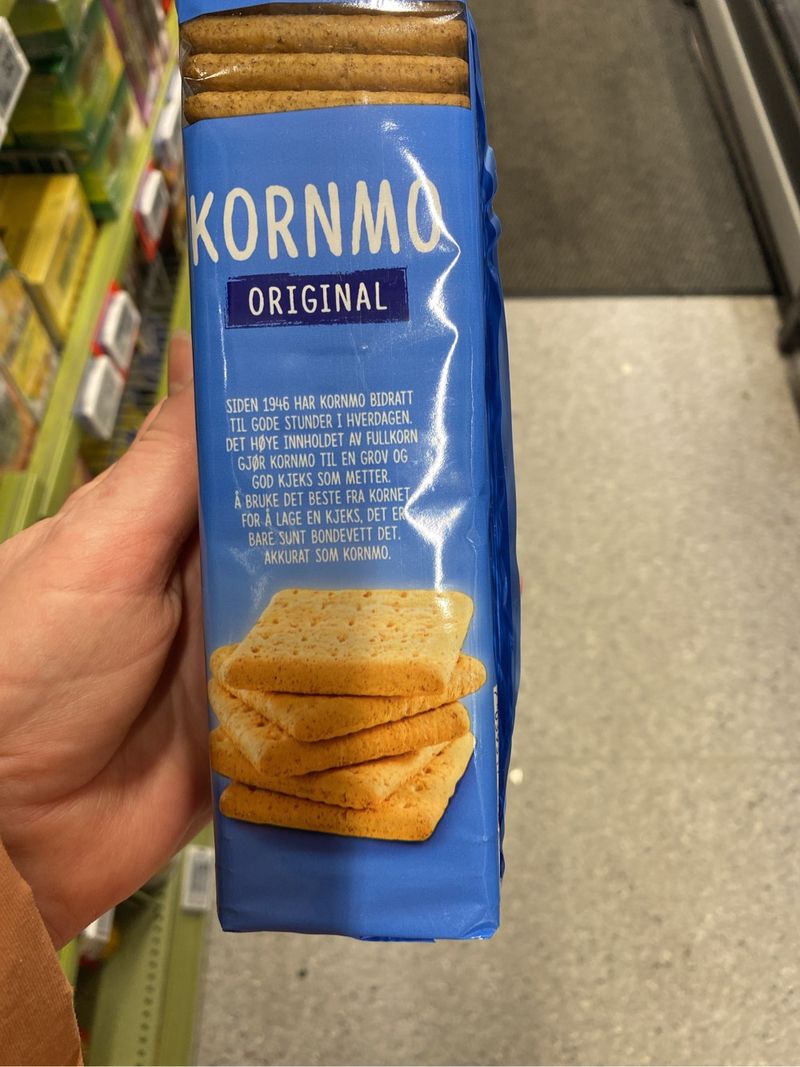 KORNMO
ORIGINAL
SIDEN 1946 HAR KORNMO BIDRATT
TIL GODE STUNDER I HVERDAGEN.
DET HØYE INNHOLDET AV FULLKORN
GJØR KORNMO TIL EN GROV OG
GOD KJEKS SOM METTER.
Å BRUKE DET BESTE FRA KORNET
FOR Å LAGE EN KJEKS, DET ER
BARE SUNT BONDEVETT DET.
AKKURAT SOM KORNMO.